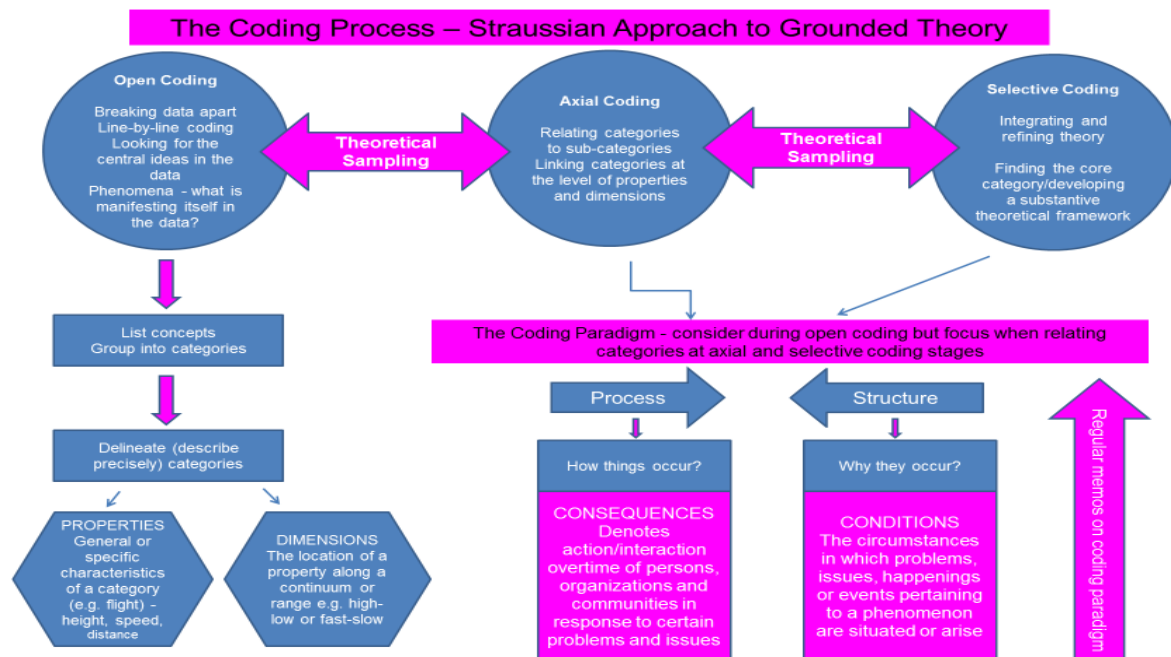 The Coding Process – Straussian Approach to Grounded Theory
Open Coding
Breaking data apart
Line-by-line coding
Looking for the
central ideas in the
data
Phenomena - what is
manifesting itself in
the data?
Theoretical
Sampling
Axial Coding
Relating categories
to sub-categories
Linking categories at
the level of properties
and dimensions
Theoretical
Sampling
Selective Coding
Integrating and
refining theory
Finding the core
category/developing
a substantive
theoretical framework
List concepts
Group into categories
Delineate (describe
precisely) categories
PROPERTIES
General or
specific
characteristics
of a category
(e.g. flight) -
height, speed,
distance
DIMENSIONS
The location of a
property along a
continuum or
range e.g. high-
low or fast-slow
The Coding Paradigm - consider during open coding but focus when relating
categories at axial and selective coding stages
Process
Structure
How things occur?
CONSEQUENCES
Denotes
action/interaction
overtime of persons,
organizations and
communities in
response to certain
problems and issues
Why they occur?
CONDITIONS
The circumstances
in which problems,
issues, happenings
or events pertaining
to a phenomenon
are situated or arise
Regular memos on coding paradigm